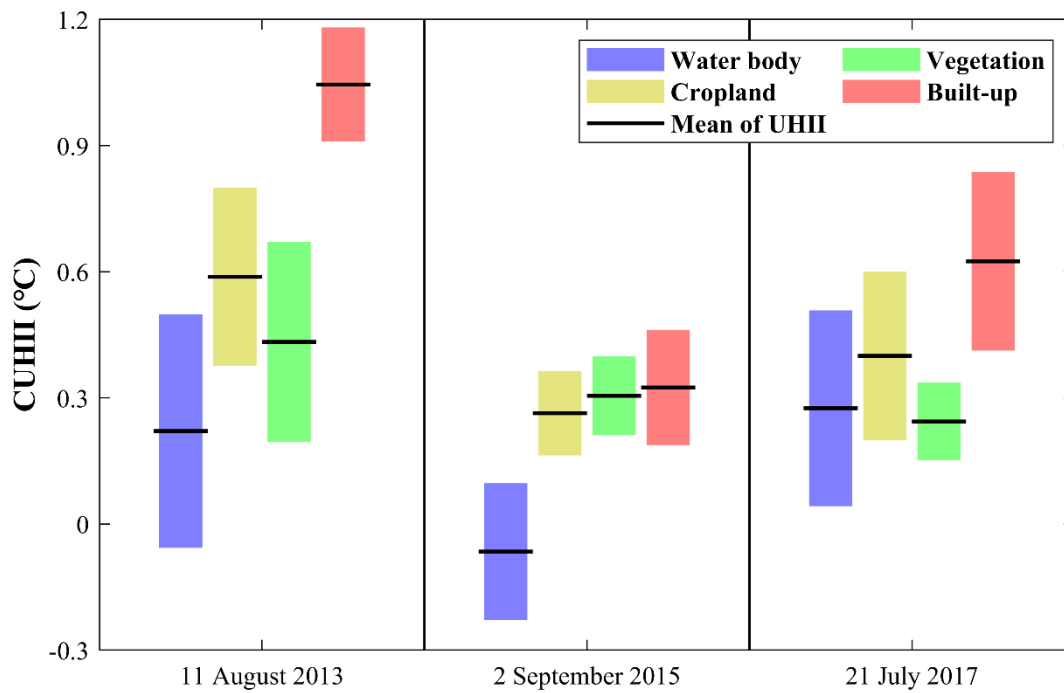 1.2
0.9
0.6
0.3
0
-0.3
CUHII (°C)
Water body
Vegetation
Cropland
Built-up
Mean of UHII
11 August 2013
2 September 2015
21 July 2017